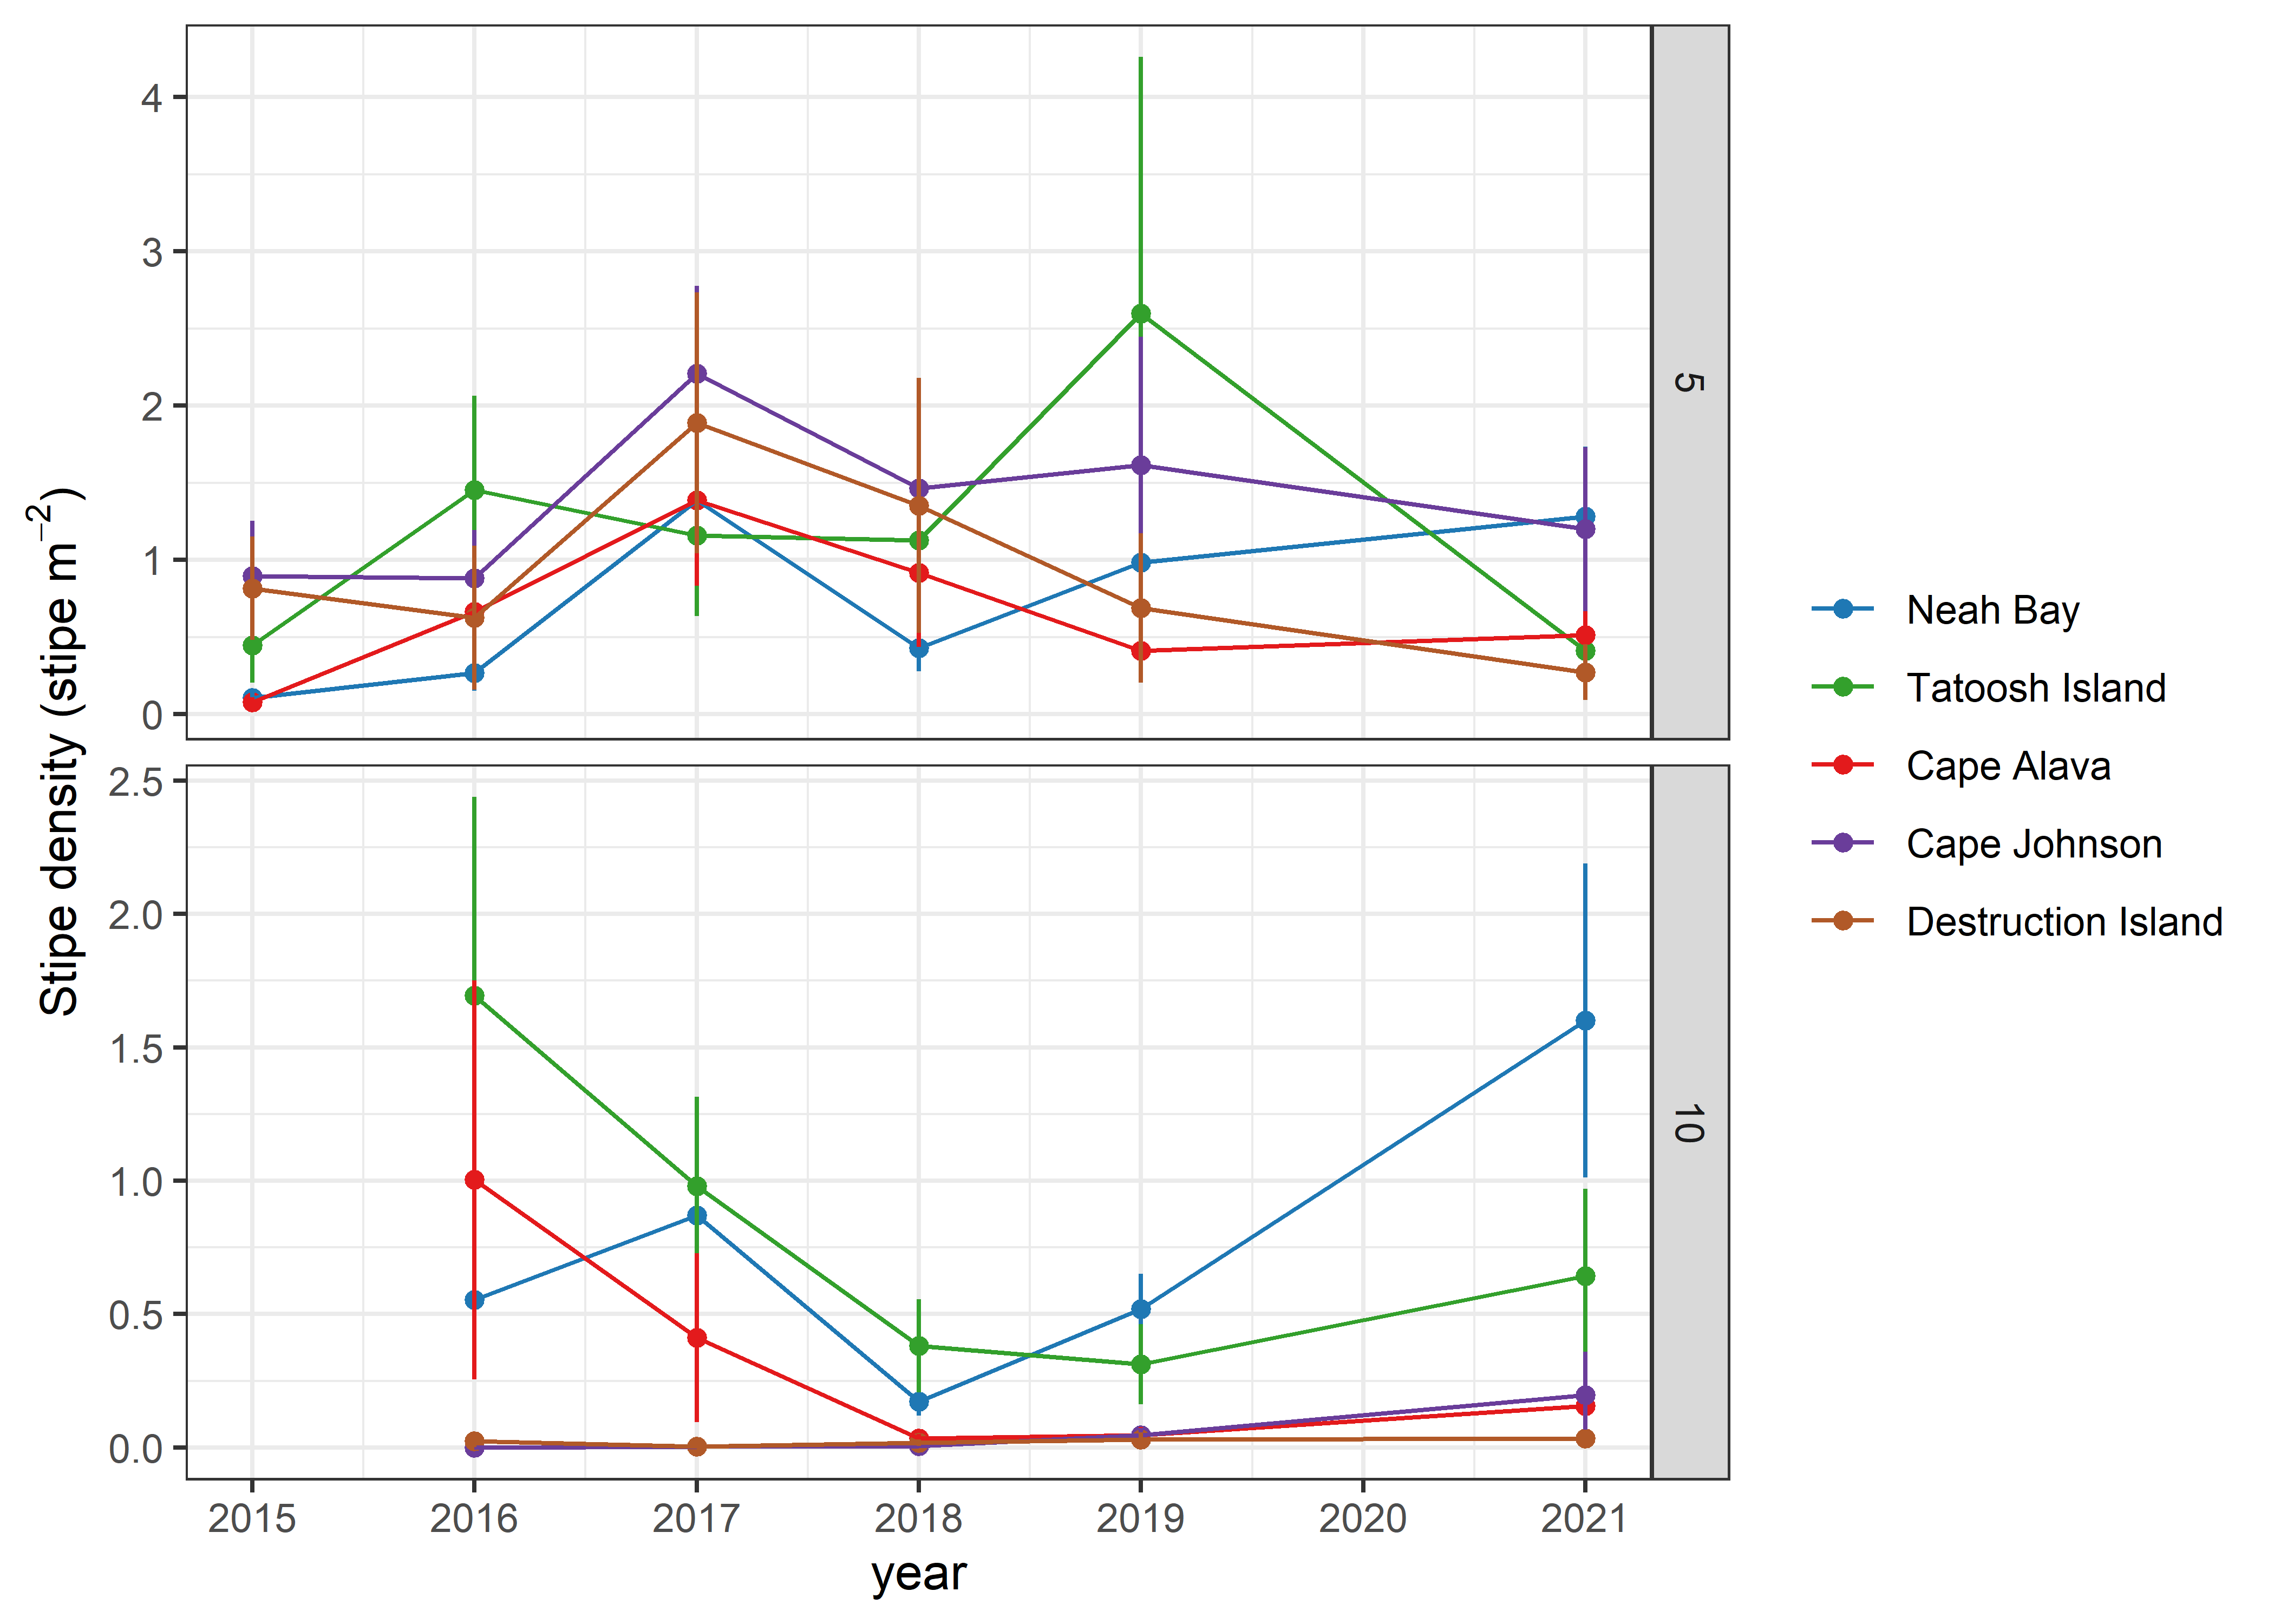 Stipe density (stipe m⁻²)
4
3
2
1
0
5
2.5
2.0
1.5
1.0
0.5
0.0
10
2015 2016 2017 2018 2019 2020 2021
year
Neah Bay
Tatoosh Island
Cape Alava
Cape Johnson
Destruction Island